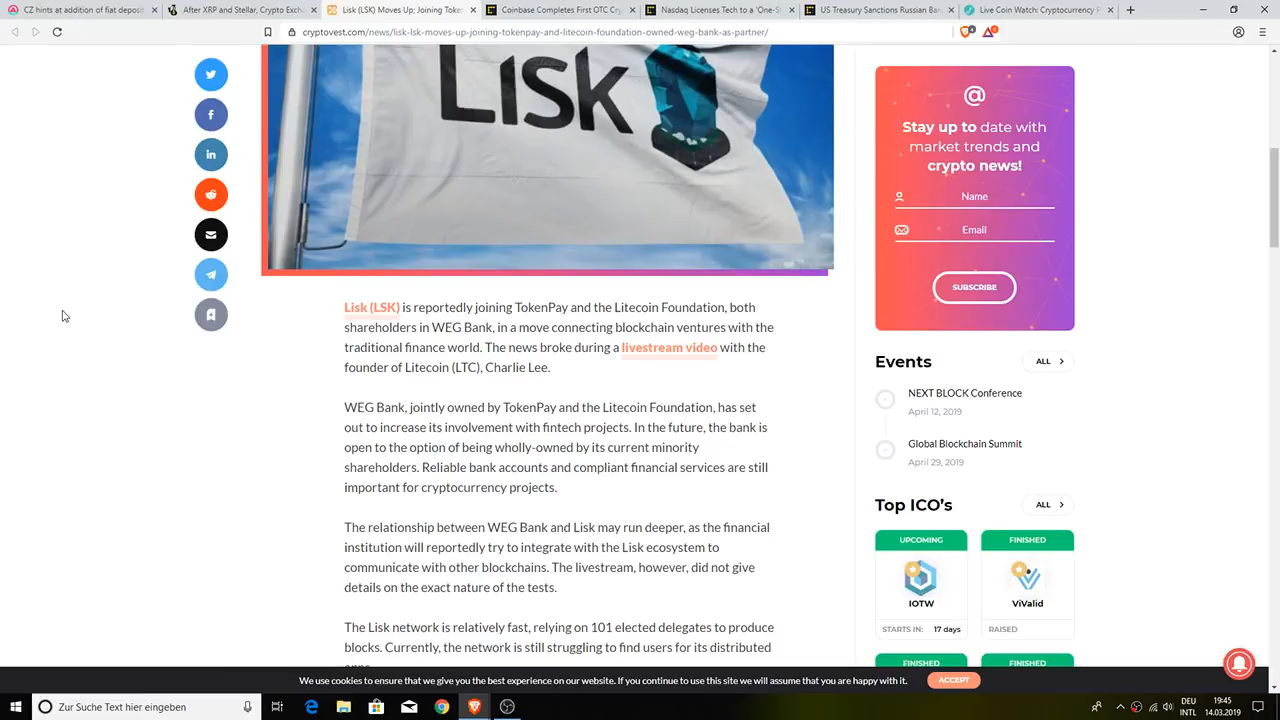 CZ hints at addition of fiat deposit
After XRP and Stellar, Crypto Exch
Lisk (LSK) Moves Up; Joining Token
Coinbase Completes First OTC Cry
Nasdaq Licenses Tech to a 'One-S
US Treasury Sanctions Russian Ban
Live Coin Watch: Cryptocurrency P
cryptovest.com/news/lisk-lsk-moves-up-joining-tokenpay-and-litecoin-foundation-owned-weg-bank-as-partner/
Lisk
Lisk (LSK) is reportedly joining TokenPay and the Litecoin Foundation, both
shareholders in WEG Bank, in a move connecting blockchain ventures with the
traditional finance world. The news broke during a livestream video with the
founder of Litecoin (LTC), Charlie Lee.
WEG Bank, jointly owned by TokenPay and the Litecoin Foundation, has set
out to increase its involvement with fintech projects. In the future, the bank is
open to the option of being wholly-owned by its current minority
shareholders. Reliable bank accounts and compliant financial services are still
important for cryptocurrency projects.
The relationship between WEG Bank and Lisk may run deeper, as the financial
institution will reportedly try to integrate with the Lisk ecosystem to
communicate with other blockchains. The livestream, however, did not give
details on the exact nature of the tests.
The Lisk network is relatively fast, relying on 101 elected delegates to produce
blocks. Currently, the network is still struggling to find users for its distributed
apps.
@
Stay up to date with
market trends and
crypto news!
Name
Email
SUBSCRIBE
Events
ALL
NEXT BLOCK Conference
April 12, 2019
Global Blockchain Summit
April 29, 2019
Top ICO's
ALL
UPCOMING
IOTW
STARTS IN: 17 days
FINISHED
ViValid
RAISED
FINISHED
FINISHED
We use cookies to ensure that we give you the best experience on our website. If you continue to use this site we will assume that you are happy with it.
ACCEPT
Zur Suche Text hier eingeben
DEU
INTL
19:45
14.03.2019